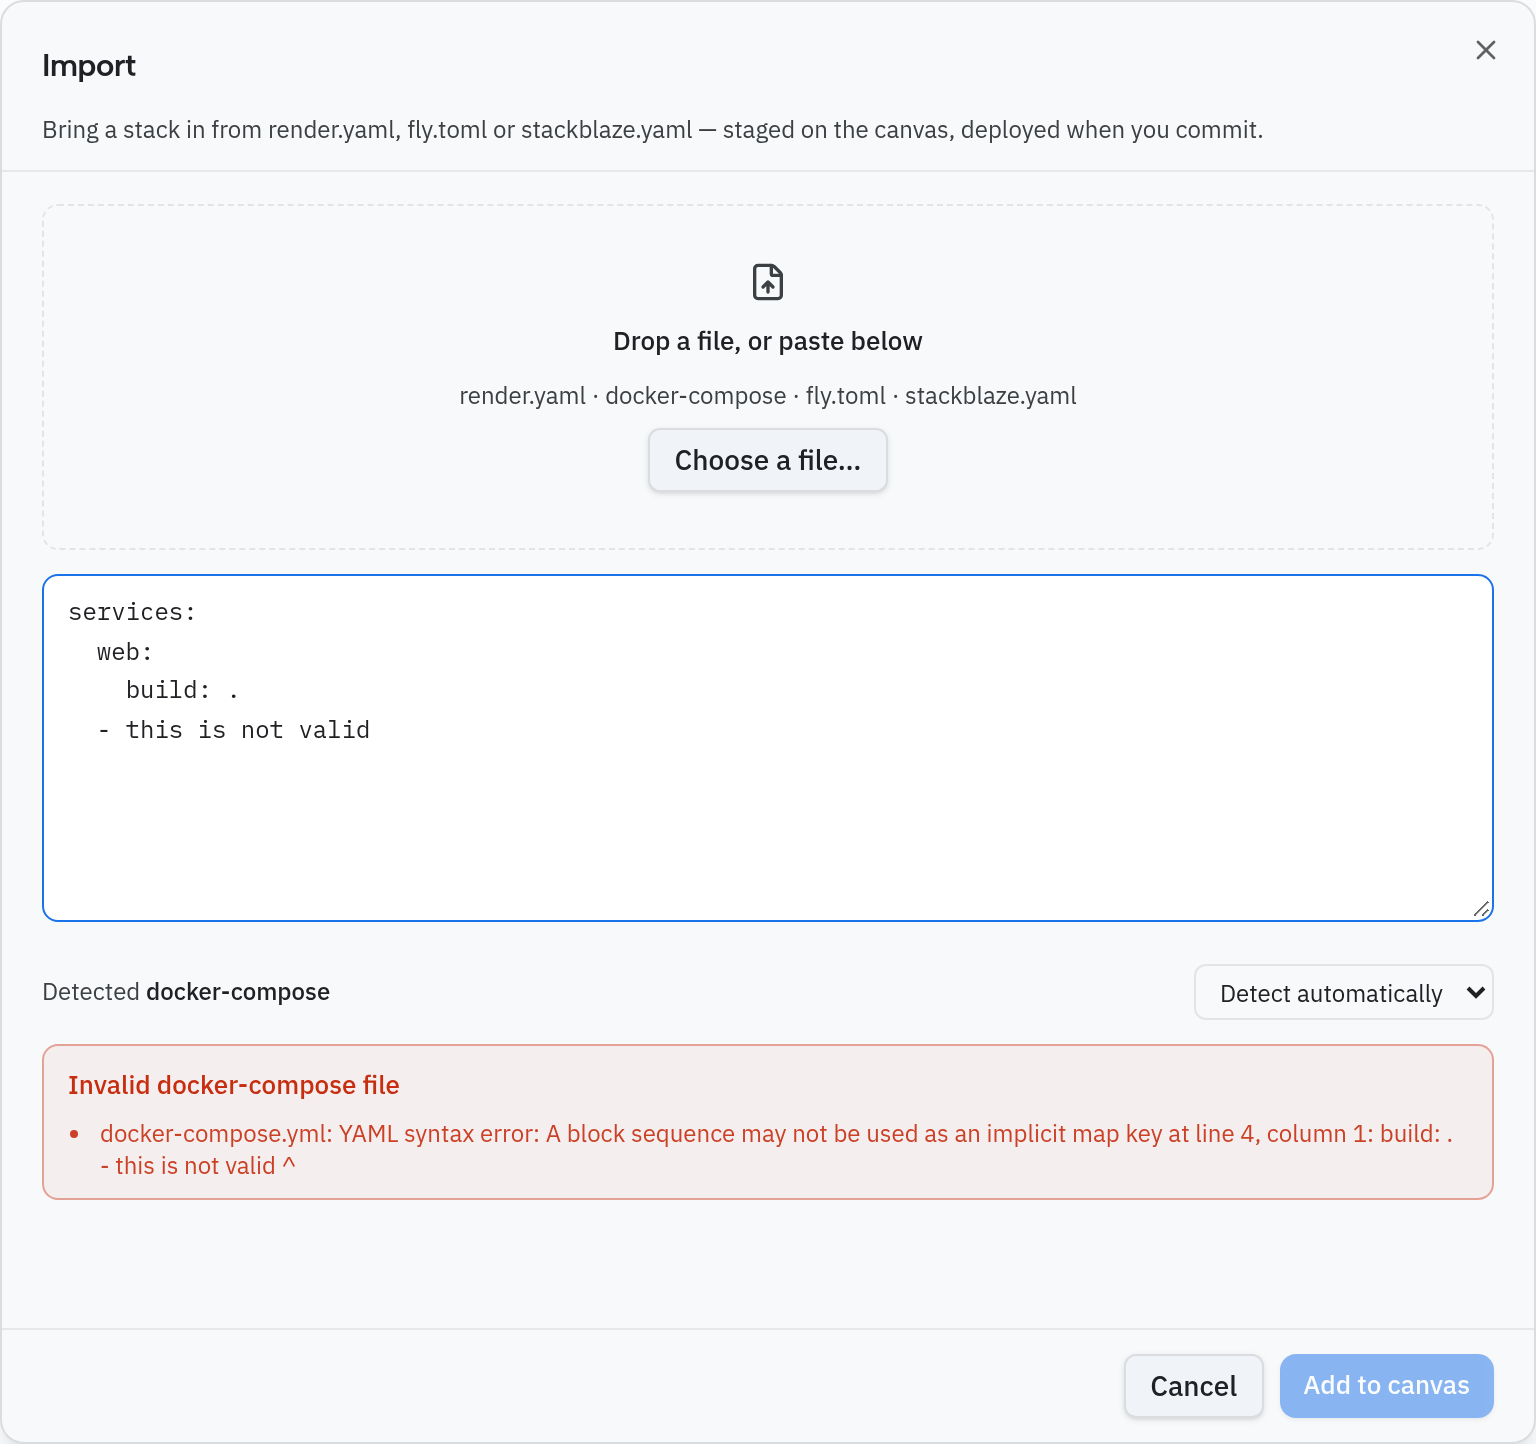 Import
Bring a stack in from render.yaml, fly.toml or stackblaze.yaml — staged on the canvas, deployed when you commit.
Drop a file, or paste below
render.yaml · docker-compose · fly.toml · stackblaze.yaml
Choose a file...
services:
  web:
    build: .
  - this is not valid
Detected docker-compose
Detect automatically
Invalid docker-compose file
• docker-compose.yml: YAML syntax error: A block sequence may not be used as an implicit map key at line 4, column 1: build: .
- this is not valid ^
Cancel
Add to canvas